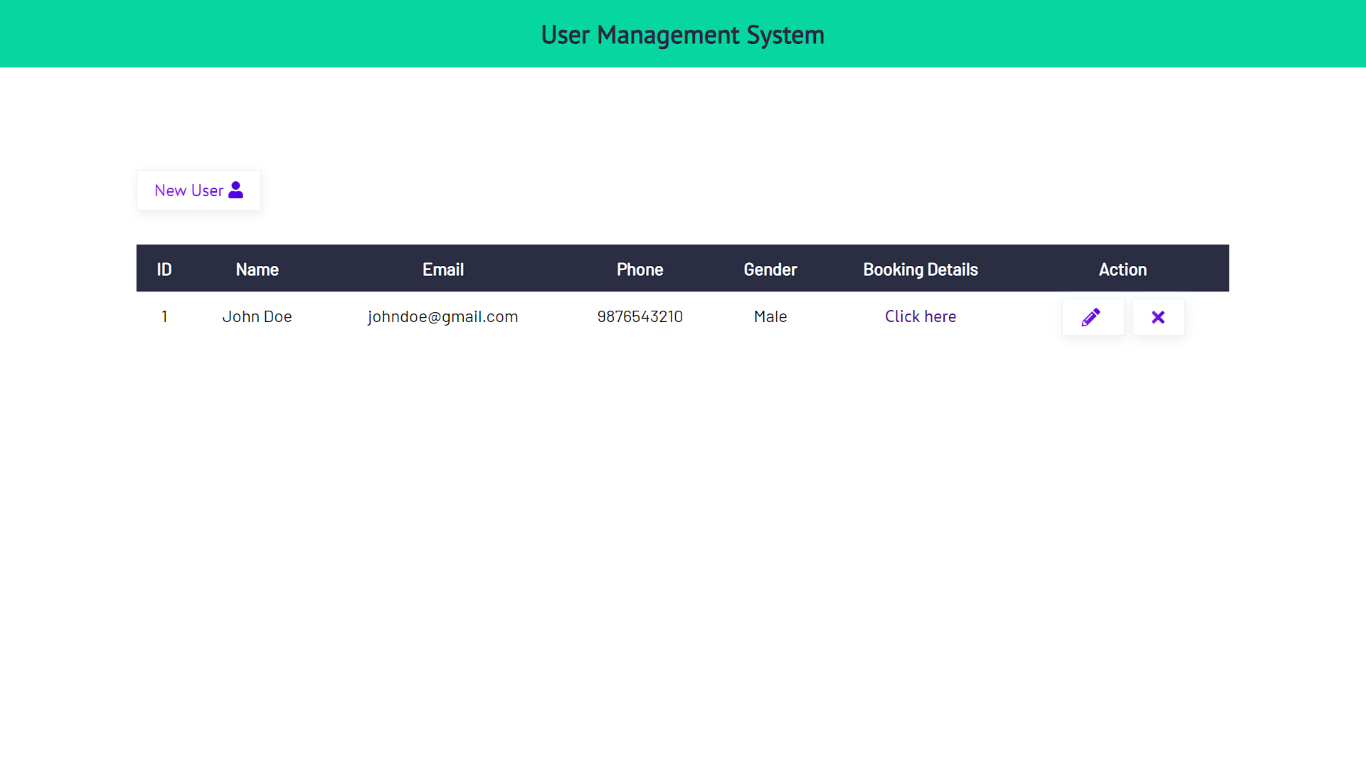 User Management System
New User
ID Name Email Phone Gender Booking Details Action
1 John Doe johndoe@gmail.com 9876543210 Male Click here